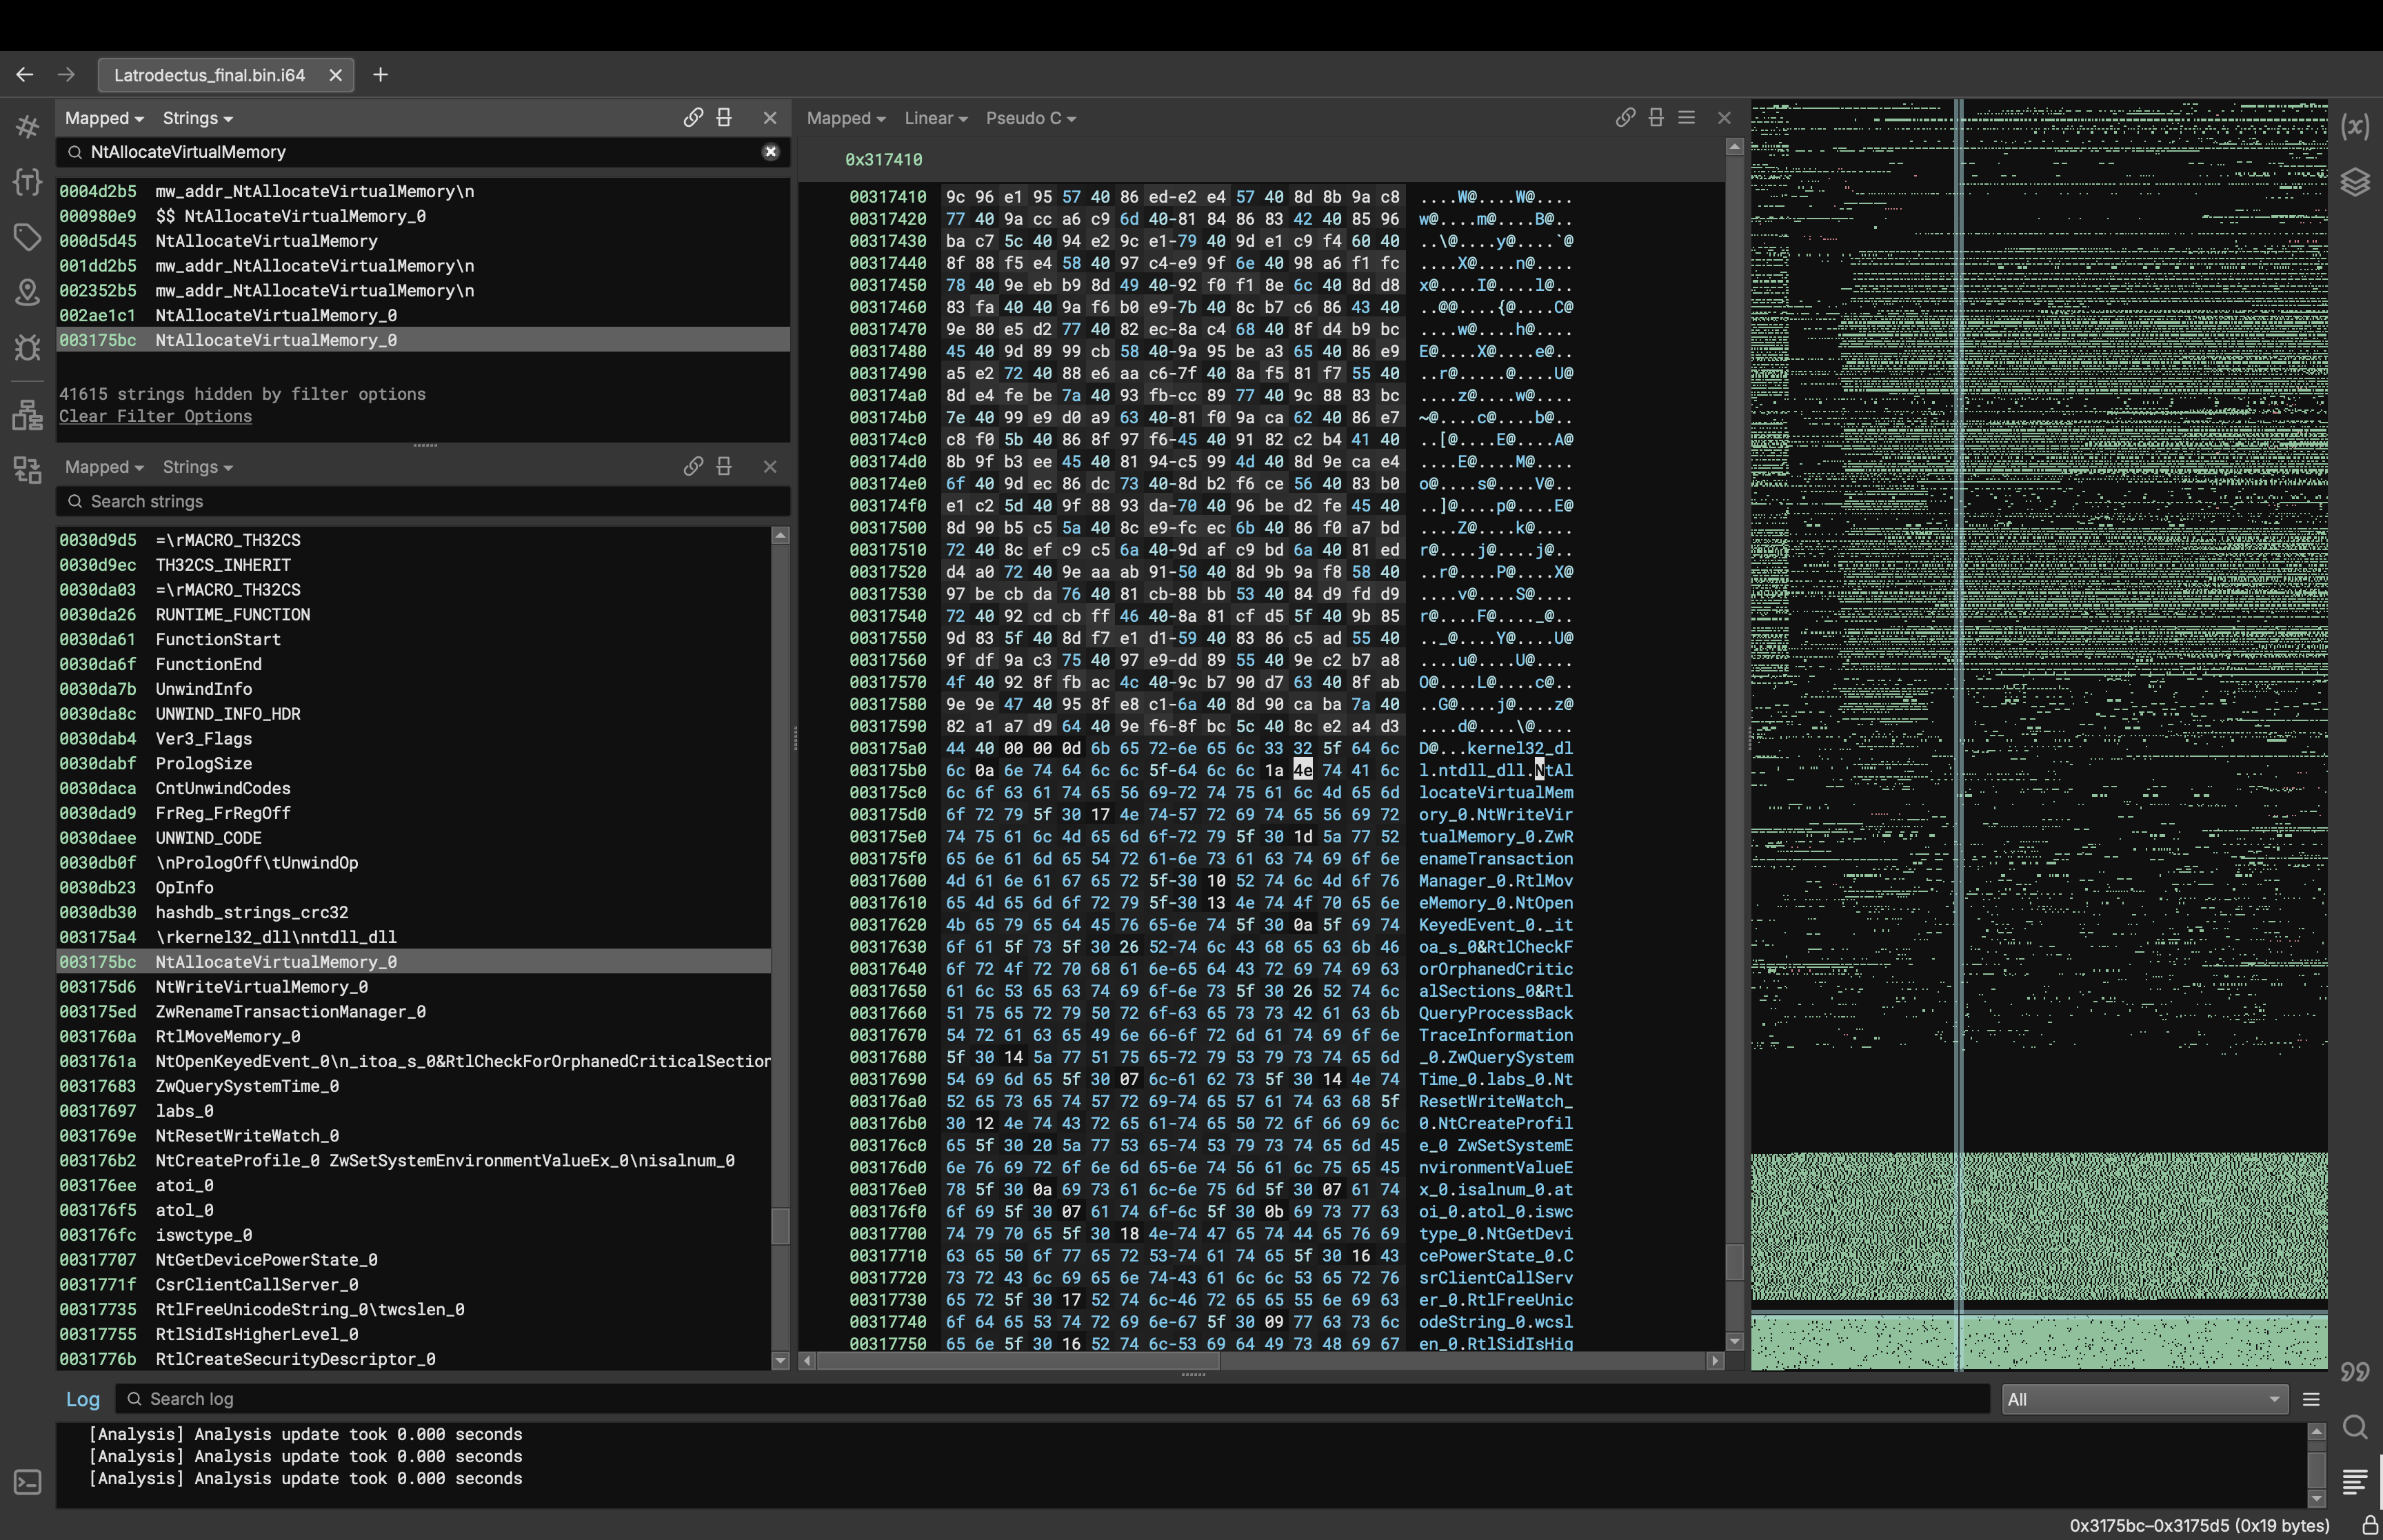 Latrodectus_final.bin.i64
Mapped Strings
NtAllocateVirtualMemory
0004d2b5 mw_addr_NtAllocateVirtualMemory\n
000980e9 $$ NtAllocateVirtualMemory_0
000d5d45 NtAllocateVirtualMemory
001dd2b5 mw_addr_NtAllocateVirtualMemory\n
002352b5 mw_addr_NtAllocateVirtualMemory\n
002ae1c1 NtAllocateVirtualMemory_0
003175bc NtAllocateVirtualMemory_0
41615 strings hidden by filter options
Clear Filter Options
Mapped Strings
Search strings
0030d9d5 =\rMACRO_TH32CS
0030d9ec TH32CS_INHERIT
0030da03 =\rMACRO_TH32CS
0030da26 RUNTIME_FUNCTION
0030da61 FunctionStart
0030da6f FunctionEnd
0030da7b UnwindInfo
0030da8c UNWIND_INFO_HDR
0030dab4 Ver3_Flags
0030dabf PrologSize
0030daca CntUnwindCodes
0030dad9 FrReg_FrRegOff
0030daee UNWIND_CODE
0030db0f \nPrologOff\tUnwindOp
0030db23 OpInfo
0030db30 hashdb_strings_crc32
003175a4 \rkernel32_dll\nntdll_dll
003175bc NtAllocateVirtualMemory_0
003175d6 NtWriteVirtualMemory_0
003175ed ZwRenameTransactionManager_0
0031760a RtlMoveMemory_0
0031761a NtOpenKeyedEvent_0\n_itoa_s_0&RtlCheckForOrphanedCriticalSection
00317683 ZwQuerySystemTime_0
00317697 labs_0
0031769e NtResetWriteWatch_0
003176b2 NtCreateProfile_0 ZwSetSystemEnvironmentValueEx_0\nisalnum_0
003176ee atoi_0
003176f5 atol_0
003176fc iswctype_0
00317707 NtGetDevicePowerState_0
0031771f CsrClientCallServer_0
00317735 RtlFreeUnicodeString_0\twcslen_0
00317755 RtlSidIsHigherLevel_0
0031776b RtlCreateSecurityDescriptor_0
Mapped Linear Pseudo C
0x317410
00317410 9c 96 e1 95 57 40 86 ed-e2 e4 57 40 8d 8b 9a c8 ....W@....W@....
00317420 77 40 9a cc a6 c9 6d 40-81 84 86 83 42 40 85 96 w@....m@....B@..
00317430 ba c7 5c 40 94 e2 9c e1-79 40 9d e1 c9 f4 60 40 ..\@....y@....`@
00317440 8f 88 f5 e4 58 40 97 c4-e9 9f 6e 40 98 a6 f1 fc ....X@....n@....
00317450 78 40 9e eb b9 8d 49 40-92 f0 f1 8e 6c 40 8d d8 x@....I@....l@..
00317460 83 fa 40 40 9a f6 b0 e9-7b 40 8c b7 c6 86 43 40 ..@@....{@....C@
00317470 9e 80 e5 d2 77 40 82 ec-8a c4 68 40 8f d4 b9 bc ....w@....h@....
00317480 45 40 9d 89 99 cb 58 40-9a 95 be a3 65 40 86 e9 E@....X@....e@..
00317490 a5 e2 72 40 88 e6 aa c6-7f 40 8a f5 81 f7 55 40 ..r@.....@....U@
003174a0 8d e4 fe be 7a 40 93 fb-cc 89 77 40 9c 88 83 bc ....z@....w@....
003174b0 7e 40 99 e9 d0 a9 63 40-81 f0 9a ca 62 40 86 e7 ~@....c@....b@..
003174c0 c8 f0 5b 40 86 8f 97 f6-45 40 91 82 c2 b4 41 40 ..[@....E@....A@
003174d0 8b 9f b3 ee 45 40 81 94-c5 99 4d 40 8d 9e ca e4 ....E@....M@....
003174e0 6f 40 9d ec 86 dc 73 40-8d b2 f6 ce 56 40 83 b0 o@....s@....V@..
003174f0 e1 c2 5d 40 9f 88 93 da-70 40 96 be d2 fe 45 40 ..]@....p@....E@
00317500 8d 90 b5 c5 5a 40 8c e9-fc ec 6b 40 86 f0 a7 bd ....Z@....k@....
00317510 72 40 8c ef c9 c5 6a 40-9d af c9 bd 6a 40 81 ed r@....j@....j@..
00317520 d4 a0 72 40 9e aa ab 91-50 40 8d 9b 9a f8 58 40 ..r@....P@....X@
00317530 97 be cb da 76 40 81 cb-88 bb 53 40 84 d9 fd d9 ....v@....S@....
00317540 72 40 92 cd cb ff 46 40-8a 81 cf d5 5f 40 9b 85 r@....F@...._@..
00317550 9d 83 5f 40 8d f7 e1 d1-59 40 83 86 c5 ad 55 40 .._@....Y@....U@
00317560 9f df 9a c3 75 40 97 e9-dd 89 55 40 9e c2 b7 a8 ....u@....U@....
00317570 4f 40 92 8f fb ac 4c 40-9c b7 90 d7 63 40 8f ab O@....L@....c@..
00317580 9e 9e 47 40 95 8f e8 c1-6a 40 8d 90 ca ba 7a 40 ..G@....j@....z@
00317590 82 a1 a7 d9 64 40 9e f6-8f bc 5c 40 8c e2 a4 d3 ....d@....\@....
003175a0 44 40 00 00 0d 6b 65 72-6e 65 6c 33 32 5f 64 6c D@...kernel32_dl
003175b0 6c 0a 6e 74 64 6c 6c 5f-64 6c 6c 1a 4e 74 41 6c l.ntdll_dll.NtAl
003175c0 6c 6f 63 61 74 65 56 69-72 74 75 61 6c 4d 65 6d locateVirtualMem
003175d0 6f 72 79 5f 30 17 4e 74-57 72 69 74 65 56 69 72 ory_0.NtWriteVir
003175e0 74 75 61 6c 4d 65 6d 6f-72 79 5f 30 1d 5a 77 52 tualMemory_0.ZwR
003175f0 65 6e 61 6d 65 54 72 61-6e 73 61 63 74 69 6f 6e enameTransaction
00317600 4d 61 6e 61 67 65 72 5f-30 10 52 74 6c 4d 6f 76 Manager_0.RtlMov
00317610 65 4d 65 6d 6f 72 79 5f-30 13 4e 74 4f 70 65 6e eMemory_0.NtOpen
00317620 4b 65 79 65 64 45 76 65-6e 74 5f 30 0a 5f 69 74 KeyedEvent_0._it
00317630 6f 61 5f 73 5f 30 26 52-74 6c 43 68 65 63 6b 46 oa_s_0&RtlCheckF
00317640 6f 72 4f 72 70 68 61 6e-65 64 43 72 69 74 69 63 orOrphanedCritic
00317650 61 6c 53 65 63 74 69 6f-6e 73 5f 30 26 52 74 6c alSections_0&Rtl
00317660 51 75 65 72 79 50 72 6f-63 65 73 73 42 61 63 6b QueryProcessBack
00317670 54 72 61 63 65 49 6e 66-6f 72 6d 61 74 69 6f 6e TraceInformation
00317680 5f 30 14 5a 77 51 75 65-72 79 53 79 73 74 65 6d _0.ZwQuerySystem
00317690 54 69 6d 65 5f 30 07 6c-61 62 73 5f 30 14 4e 74 Time_0.labs_0.Nt
003176a0 52 65 73 65 74 57 72 69-74 65 57 61 74 63 68 5f ResetWriteWatch_
003176b0 30 12 4e 74 43 72 65 61-74 65 50 72 6f 66 69 6c 0.NtCreateProfil
003176c0 65 5f 30 20 5a 77 53 65-74 53 79 73 74 65 6d 45 e_0 ZwSetSystemE
003176d0 6e 76 69 72 6f 6e 6d 65-6e 74 56 61 6c 75 65 45 nvironmentValueE
003176e0 78 5f 30 0a 69 73 61 6c-6e 75 6d 5f 30 07 61 74 x_0.isalnum_0.at
003176f0 6f 69 5f 30 07 61 74 6f-6c 5f 30 0b 69 73 77 63 oi_0.atol_0.iswc
00317700 74 79 70 65 5f 30 18 4e-74 47 65 74 44 65 76 69 type_0.NtGetDevi
00317710 63 65 50 6f 77 65 72 53-74 61 74 65 5f 30 16 43 cePowerState_0.C
00317720 73 72 43 6c 69 65 6e 74-43 61 6c 6c 53 65 72 76 srClientCallServ
00317730 65 72 5f 30 17 52 74 6c-46 72 65 65 55 6e 69 63 er_0.RtlFreeUnic
00317740 6f 64 65 53 74 72 69 6e-67 5f 30 09 77 63 73 6c odeString_0.wcsl
00317750 65 6e 5f 30 16 52 74 6c-53 69 64 49 73 48 69 67 en_0.RtlSidIsHig
Log Search log All
[Analysis] Analysis update took 0.000 seconds
[Analysis] Analysis update took 0.000 seconds
[Analysis] Analysis update took 0.000 seconds
0x3175bc–0x3175d5 (0x19 bytes)